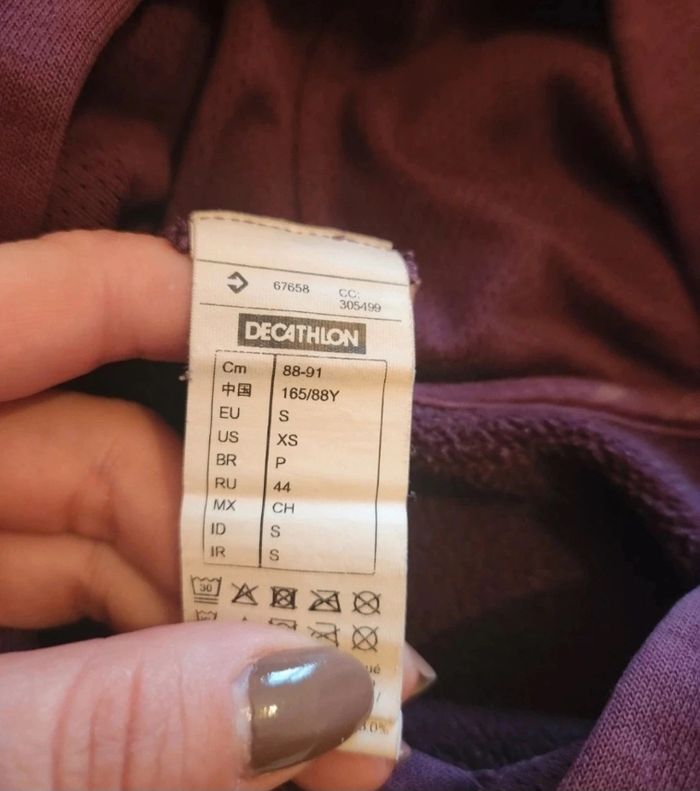 67658 CC:
305499
DECATHLON
Cm 88-91
中国 165/88Y
EU S
US XS
BR P
RU 44
MX CH
ID S
IR S
30